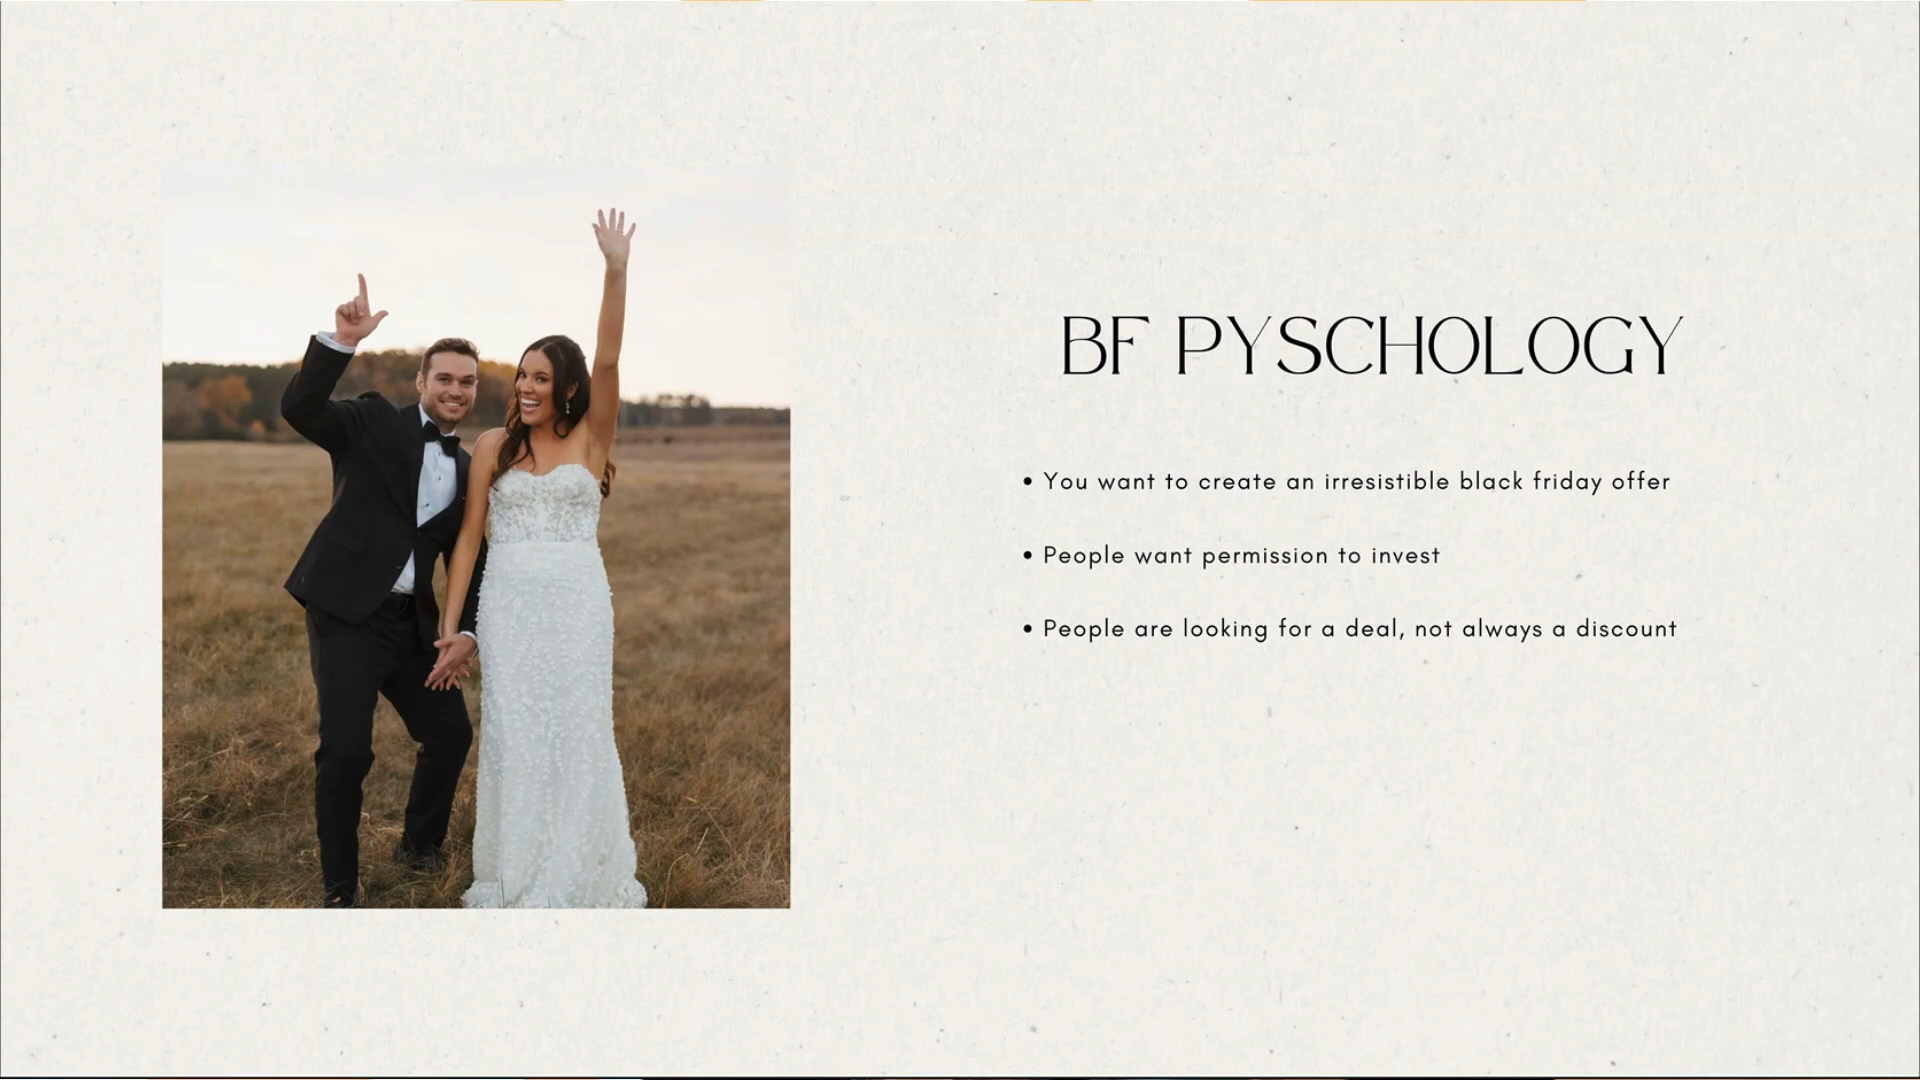 BF PYSCHOLOGY
• You want to create an irresistible black friday offer
• People want permission to invest
• People are looking for a deal, not always a discount